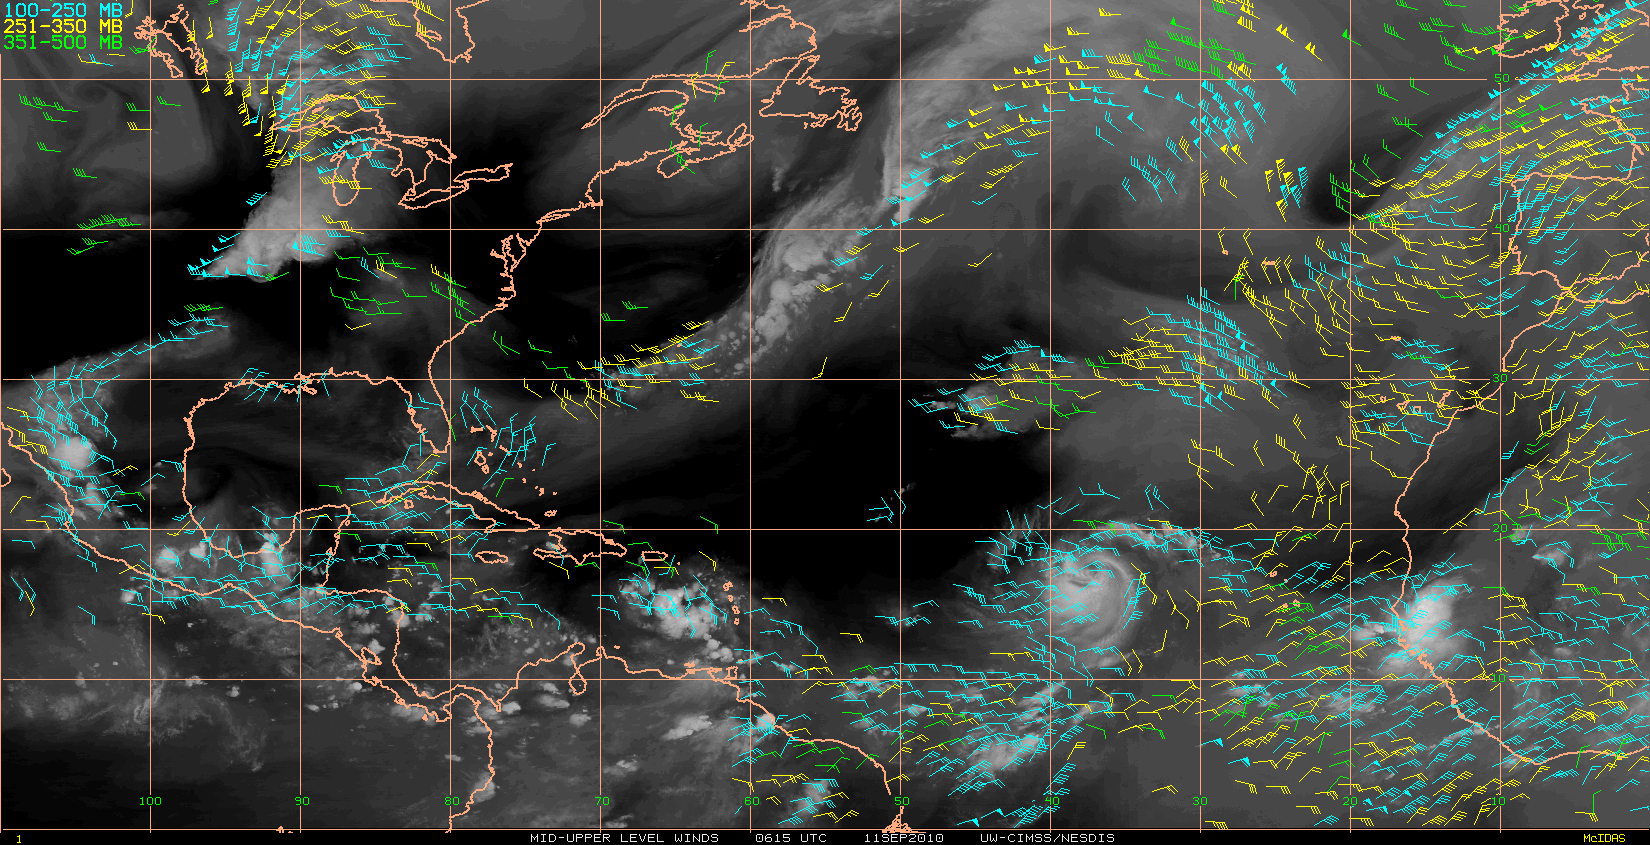 100-250 MB
251-350 MB
351-500 MB
50
40
30
20
10
100 90 80 70 60 50 40 30 20 10
1 MID-UPPER LEVEL WINDS 0615 UTC 11SEP2010 UW-CIMSS/NESDIS McIDAS